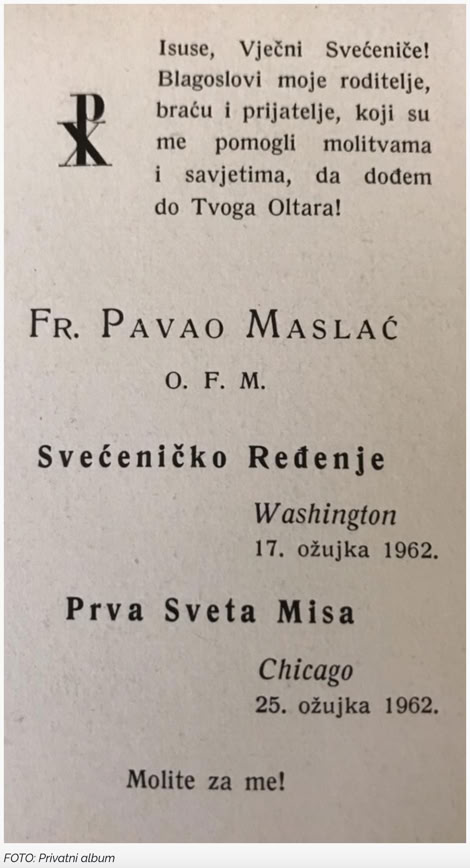 Isuse, Vječni Svećeniče!
Blagoslovi moje roditelje,
braću i prijatelje, koji su
me pomogli molitvama
i savjetima, da dođem
do Tvoga Oltara!
Fr. Pavao Maslać
O. F. M.
Svećeničko Ređenje
Washington
17. ožujka 1962.
Prva Sveta Misa
Chicago
25. ožujka 1962.
Molite za me!
FOTO: Privatni album